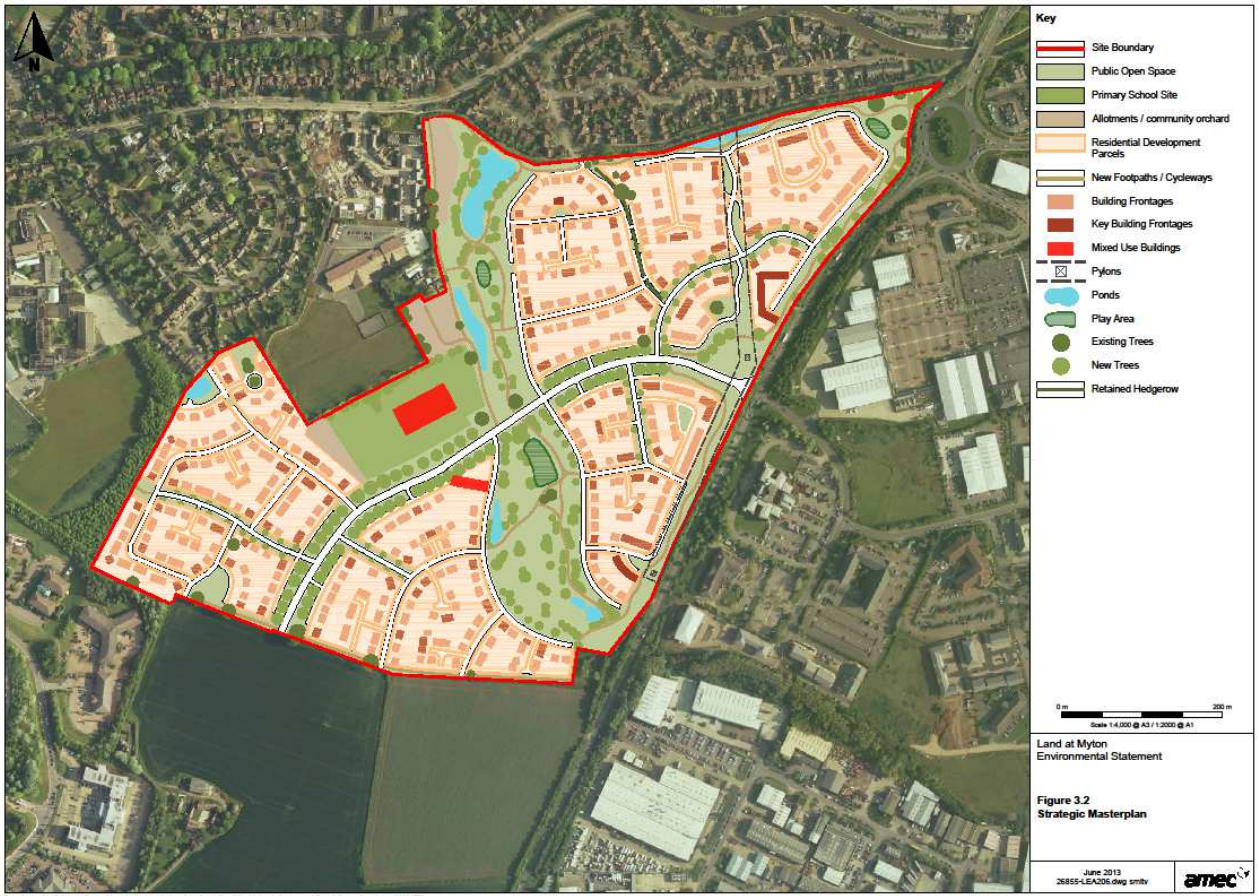 N
Key
Site Boundary
Public Open Space
Primary School Site
Allotments / community orchard
Residential Development
Parcels
New Footpaths / Cycleways
Building Frontages
Key Building Frontages
Mixed Use Buildings
Pylons
Ponds
Play Area
Existing Trees
New Trees
Retained Hedgerow
0 m 200 m
Scale 1:4,000 @ A3 / 1:2000 @ A1
Land at Myton
Environmental Statement
Figure 3.2
Strategic Masterplan
June 2013
26855-LEA206.dwg smitv
amec